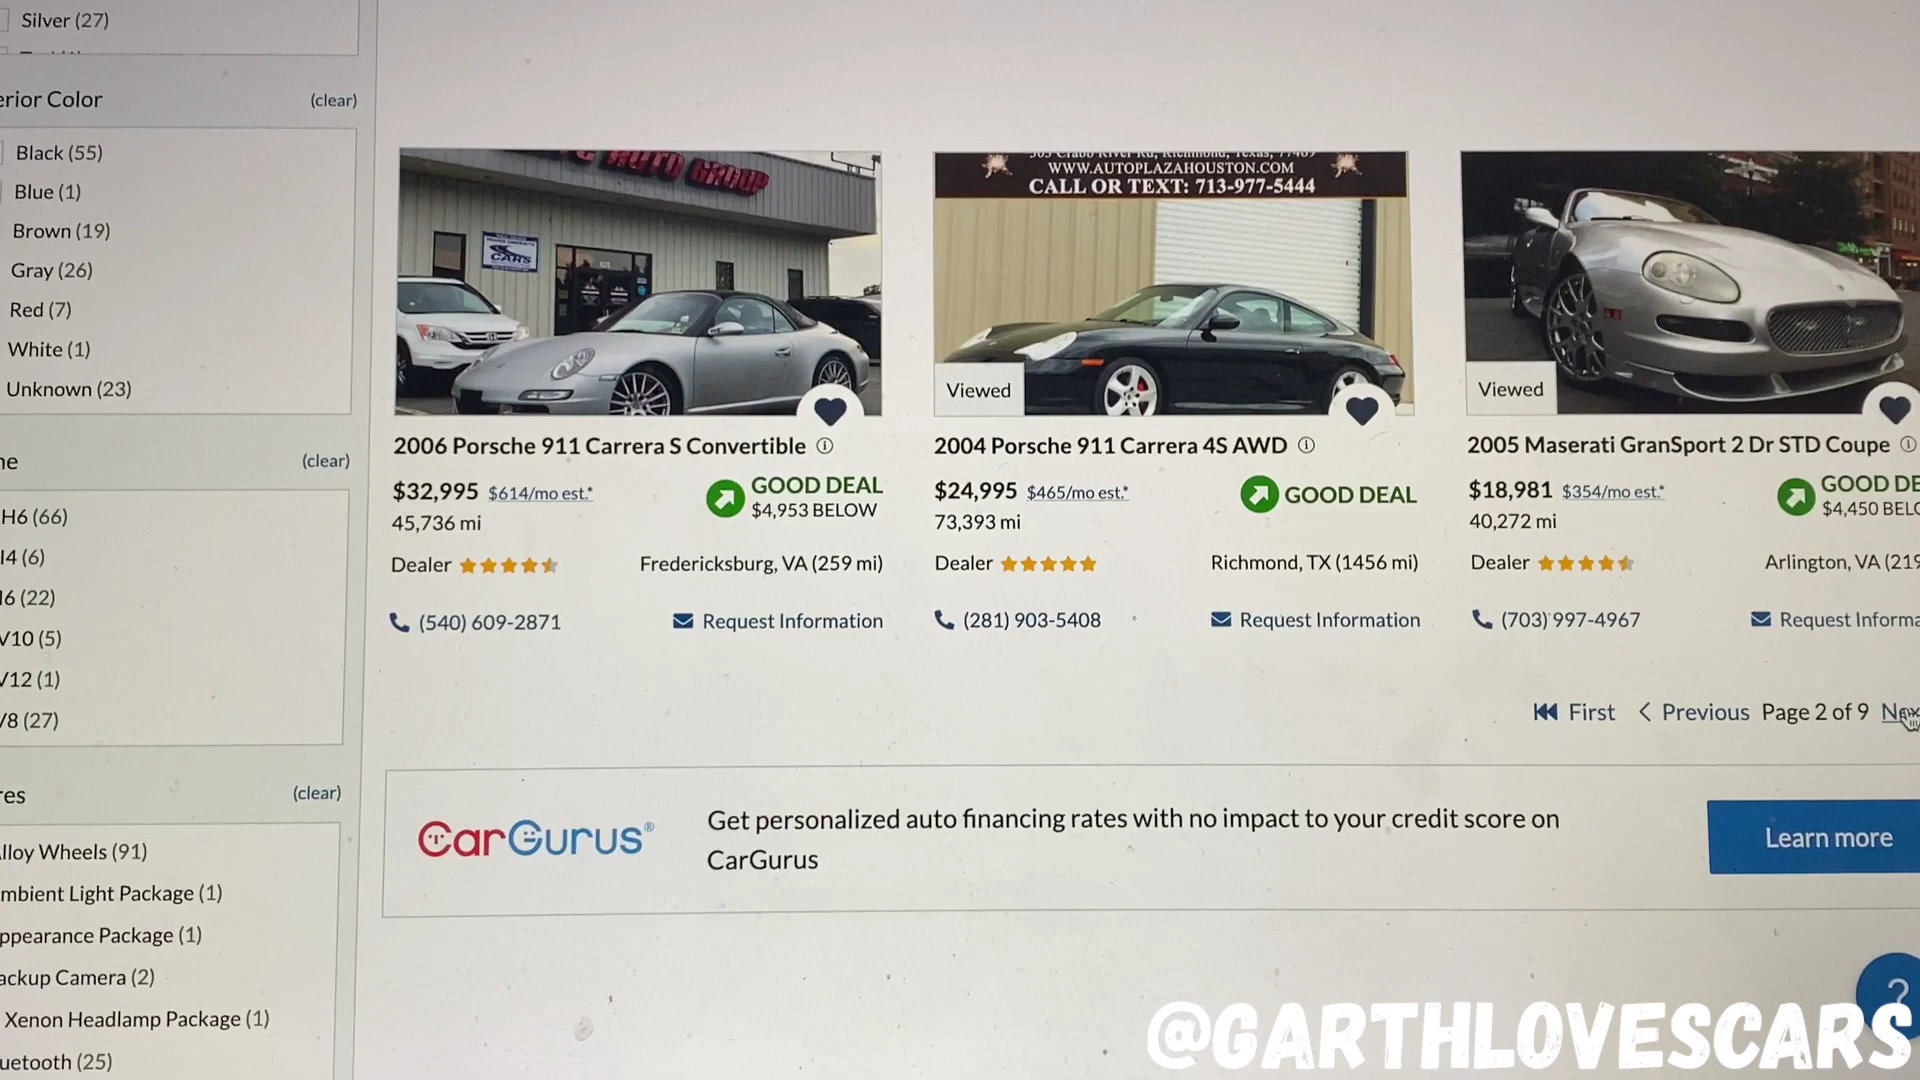 Silver (27)
erior Color
(clear)
Black (55)
Blue (1)
Brown (19)
Gray (26)
Red (7)
White (1)
Unknown (23)
ne
(clear)
H6 (66)
I4 (6)
I6 (22)
V10 (5)
V12 (1)
V8 (27)
res
(clear)
lloy Wheels (91)
mbient Light Package (1)
ppearance Package (1)
ackup Camera (2)
Xenon Headlamp Package (1)
uetooth (25)
AUTO GROUP
CARS
2006 Porsche 911 Carrera S Convertible
$32,995 $614/mo est.*
GOOD DEAL
$4,953 BELOW
45,736 mi
Dealer
Fredericksburg, VA (259 mi)
(540) 609-2871
Request Information
WWW.AUTOPLAZAHOUSTON.COM
CALL OR TEXT: 713-977-5444
Viewed
2004 Porsche 911 Carrera 4S AWD
$24,995 $465/mo est.*
GOOD DEAL
73,393 mi
Dealer
Richmond, TX (1456 mi)
(281) 903-5408
Request Information
Viewed
2005 Maserati GranSport 2 Dr STD Coupe
$18,981 $354/mo est.*
GOOD DE
$4,450 BELO
40,272 mi
Dealer
Arlington, VA (219
(703) 997-4967
Request Informa
First Previous Page 2 of 9 Nex
CarGurus®
Get personalized auto financing rates with no impact to your credit score on
CarGurus
Learn more
?
@GARTHLOVESCARS